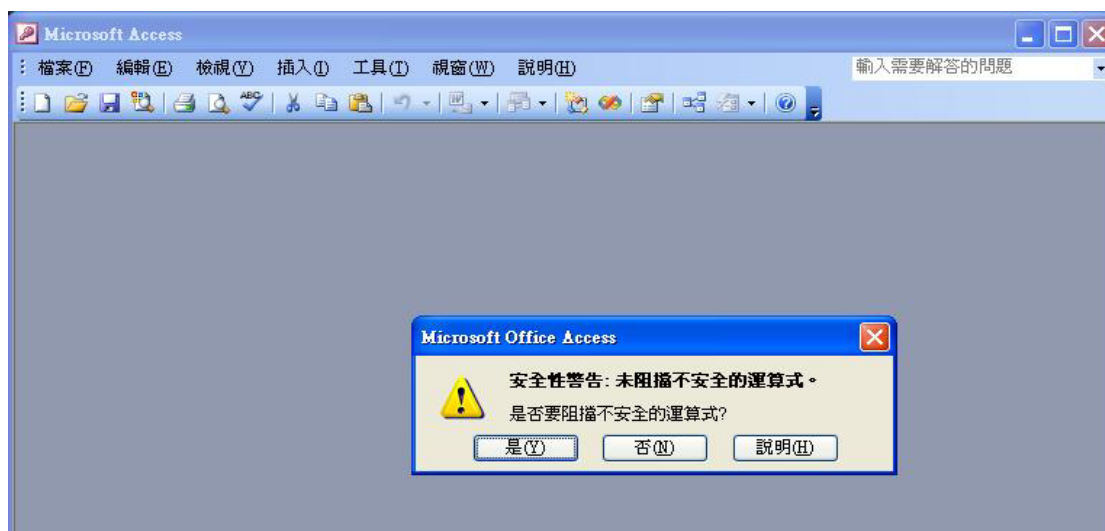 Microsoft Access
檔案(F) 編輯(E) 檢視(V) 插入(I) 工具(T) 視窗(W) 說明(H) 輸入需要解答的問題
ABC
Microsoft Office Access
安全性警告: 未阻擋不安全的運算式。
是否要阻擋不安全的運算式?
是(Y) 否(N) 說明(H)